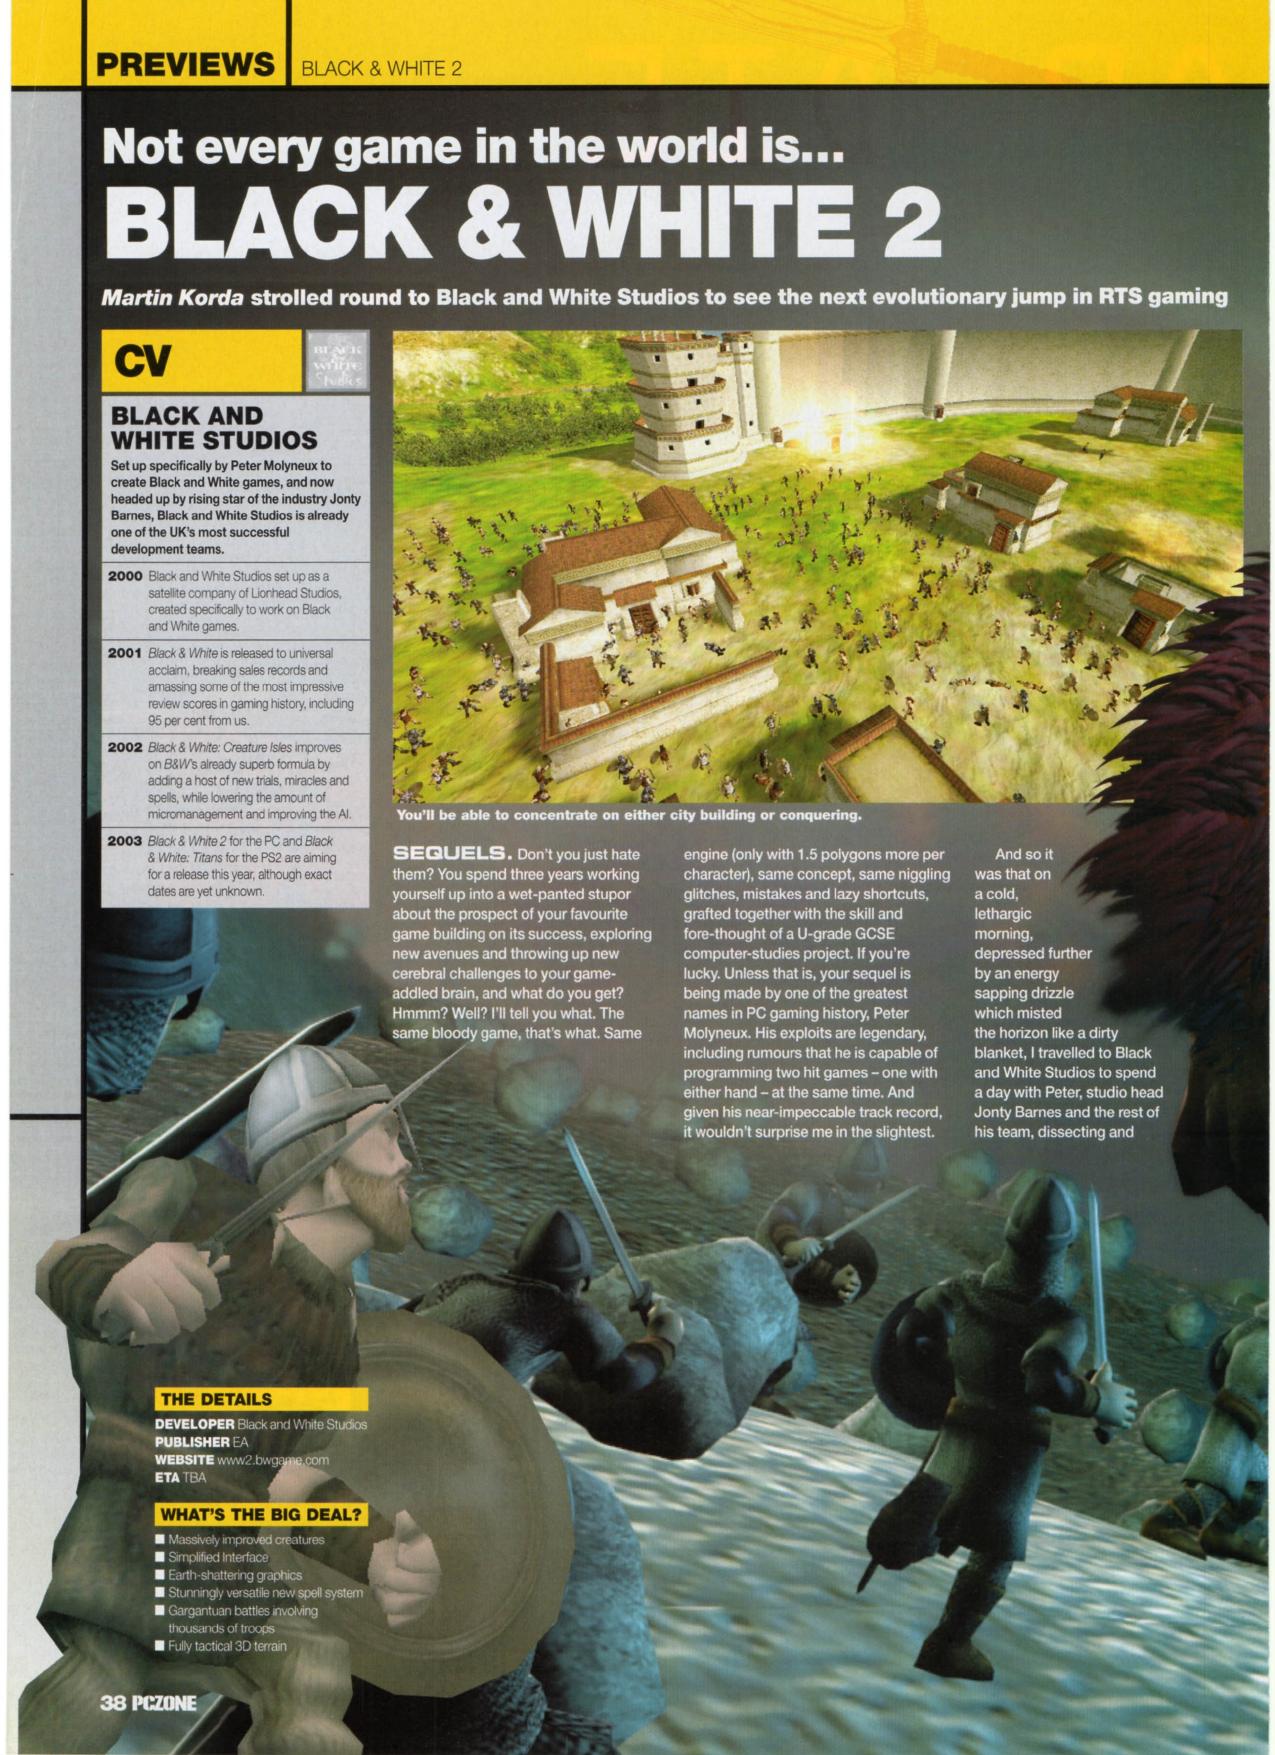 PREVIEWS
BLACK & WHITE 2
Not every game in the world is...
BLACK & WHITE 2
Martin Korda strolled round to Black and White Studios to see the next evolutionary jump in RTS gaming
CV
BLACK
&
WHITE
Studios
BLACK AND
WHITE STUDIOS
Set up specifically by Peter Molyneux to
create Black and White games, and now
headed up by rising star of the industry Jonty
Barnes, Black and White Studios is already
one of the UK's most successful
development teams.
2000 Black and White Studios set up as a
satellite company of Lionhead Studios,
created specifically to work on Black
and White games.
2001 Black & White is released to universal
acclaim, breaking sales records and
amassing some of the most impressive
review scores in gaming history, including
95 per cent from us.
2002 Black & White: Creature Isles improves
on B&W's already superb formula by
adding a host of new trials, miracles and
spells, while lowering the amount of
micromanagement and improving the AI.
2003 Black & White 2 for the PC and Black
& White: Titans for the PS2 are aiming
for a release this year, although exact
dates are yet unknown.
You'll be able to concentrate on either city building or conquering.
SEQUELS. Don't you just hate
them? You spend three years working
yourself up into a wet-panted stupor
about the prospect of your favourite
game building on its success, exploring
new avenues and throwing up new
cerebral challenges to your game-
addled brain, and what do you get?
Hmmm? Well? I'll tell you what. The
same bloody game, that's what. Same
engine (only with 1.5 polygons more per
character), same concept, same niggling
glitches, mistakes and lazy shortcuts,
grafted together with the skill and
fore-thought of a U-grade GCSE
computer-studies project. If you're
lucky. Unless that is, your sequel is
being made by one of the greatest
names in PC gaming history, Peter
Molyneux. His exploits are legendary,
including rumours that he is capable of
programming two hit games – one with
either hand – at the same time. And
given his near-impeccable track record,
it wouldn't surprise me in the slightest.
And so it
was that on
a cold,
lethargic
morning,
depressed further
by an energy
sapping drizzle
which misted
the horizon like a dirty
blanket, I travelled to Black
and White Studios to spend
a day with Peter, studio head
Jonty Barnes and the rest of
his team, dissecting and
THE DETAILS
DEVELOPER Black and White Studios
PUBLISHER EA
WEBSITE www2.bwgame.com
ETA TBA
WHAT'S THE BIG DEAL?
■ Massively improved creatures
■ Simplified Interface
■ Earth-shattering graphics
■ Stunningly versatile new spell system
■ Gargantuan battles involving
thousands of troops
■ Fully tactical 3D terrain
38 PCZONE